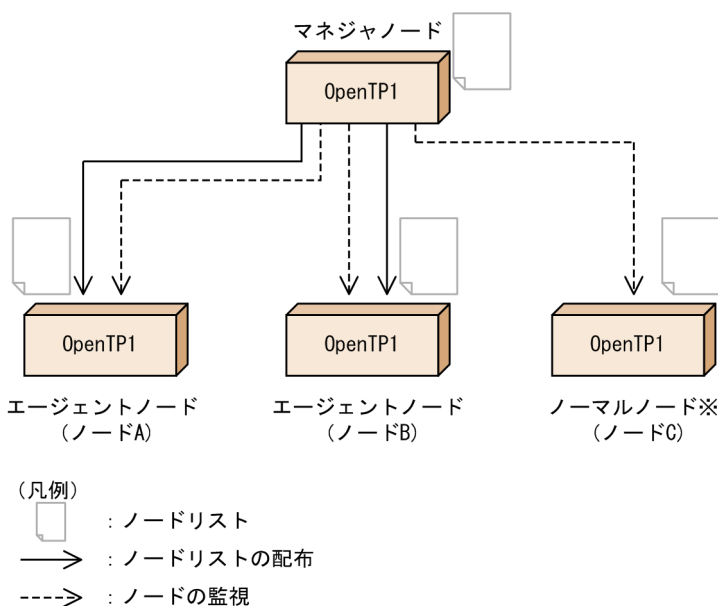 マネジャノード
OpenTP1
OpenTP1
OpenTP1
OpenTP1
エージェントノード
(ノードA)
エージェントノード
(ノードB)
ノーマルノード※
(ノードC)
(凡例)
：ノードリスト
：ノードリストの配布
：ノードの監視